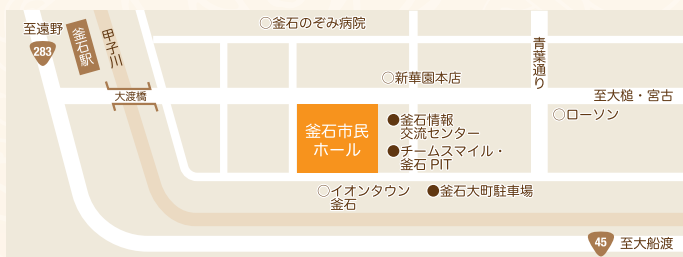 至遠野
283
釜石駅
甲子川
大渡橋
○釜石のぞみ病院
○新華園本店
青葉通り
至大槌・宮古
○ローソン
釜石市民
ホール
●釜石情報
交流センター
●チームスマイル・
釜石PIT
○イオンタウン
釜石
●釜石大町駐車場
45
至大船渡